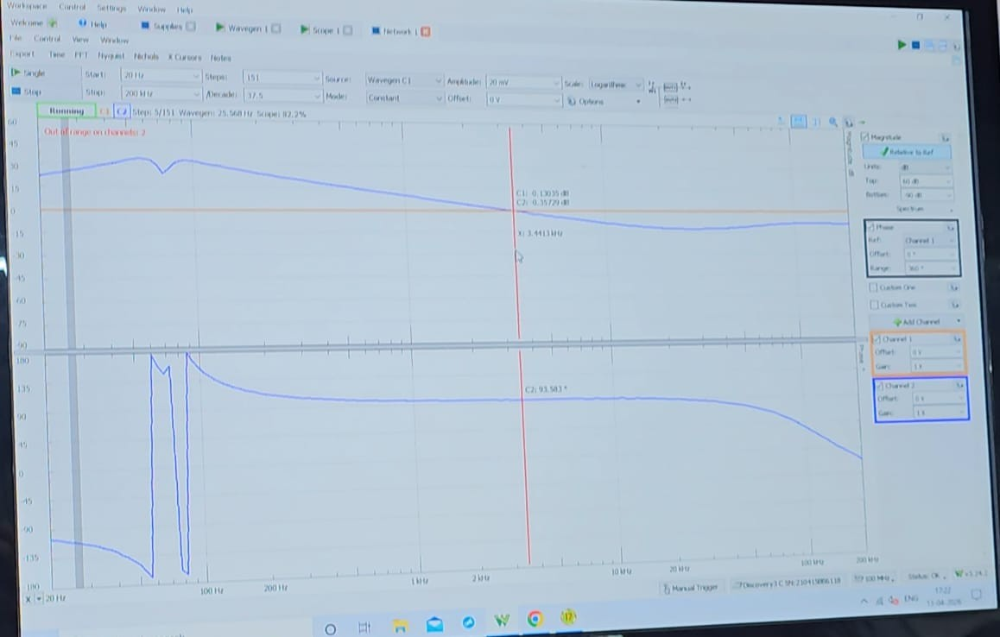 Workspace Control Settings Window Help
Welcome Help Supplies Wavegen 1 Scope 1 Network 1
File Control View Window
Export Time FFT Nyquist Nichols X Cursors Notes
Single Start: 20 Hz Steps: 151 Source: Wavegen C1 Amplitude: 20 mV Scale: Logarithmic
Stop Stop: 200 kHz /Decade: 37.5 Mode: Constant Offset: 0 V Options
Running C1 C2 Step: 5/151 Wavegen: 25.568 Hz Scope: 82.2%
Out of range on channels: 2
60
45
30
15
0
-15
-30
-45
-60
-75
-90
C1: 0.13035 dB
C2: 0.35729 dB
X: 3.4413 kHz
Magnitude dB
180
135
90
45
0
-45
-90
-135
-180
C2: 93.583 °
Phase °
X 20 Hz 100 Hz 200 Hz 1 kHz 2 kHz 10 kHz 20 kHz 100 kHz 200 kHz
Magnitude
Relative to Ref
Units: dB
Top: 60 dB
Bottom: -90 dB
Spectrum
Phase
Ref: Channel 1
Offset: 0 °
Range: 360 °
Custom One
Custom Two
Add Channel
Channel 1
Offset: 0 V
Gain: 1 X
Channel 2
Offset: 0 V
Gain: 1 X
Manual Trigger Discovery3 C SN:210415B86118 100 MHz Status: OK v3.24.2
ENG 17:22
13-04-2026